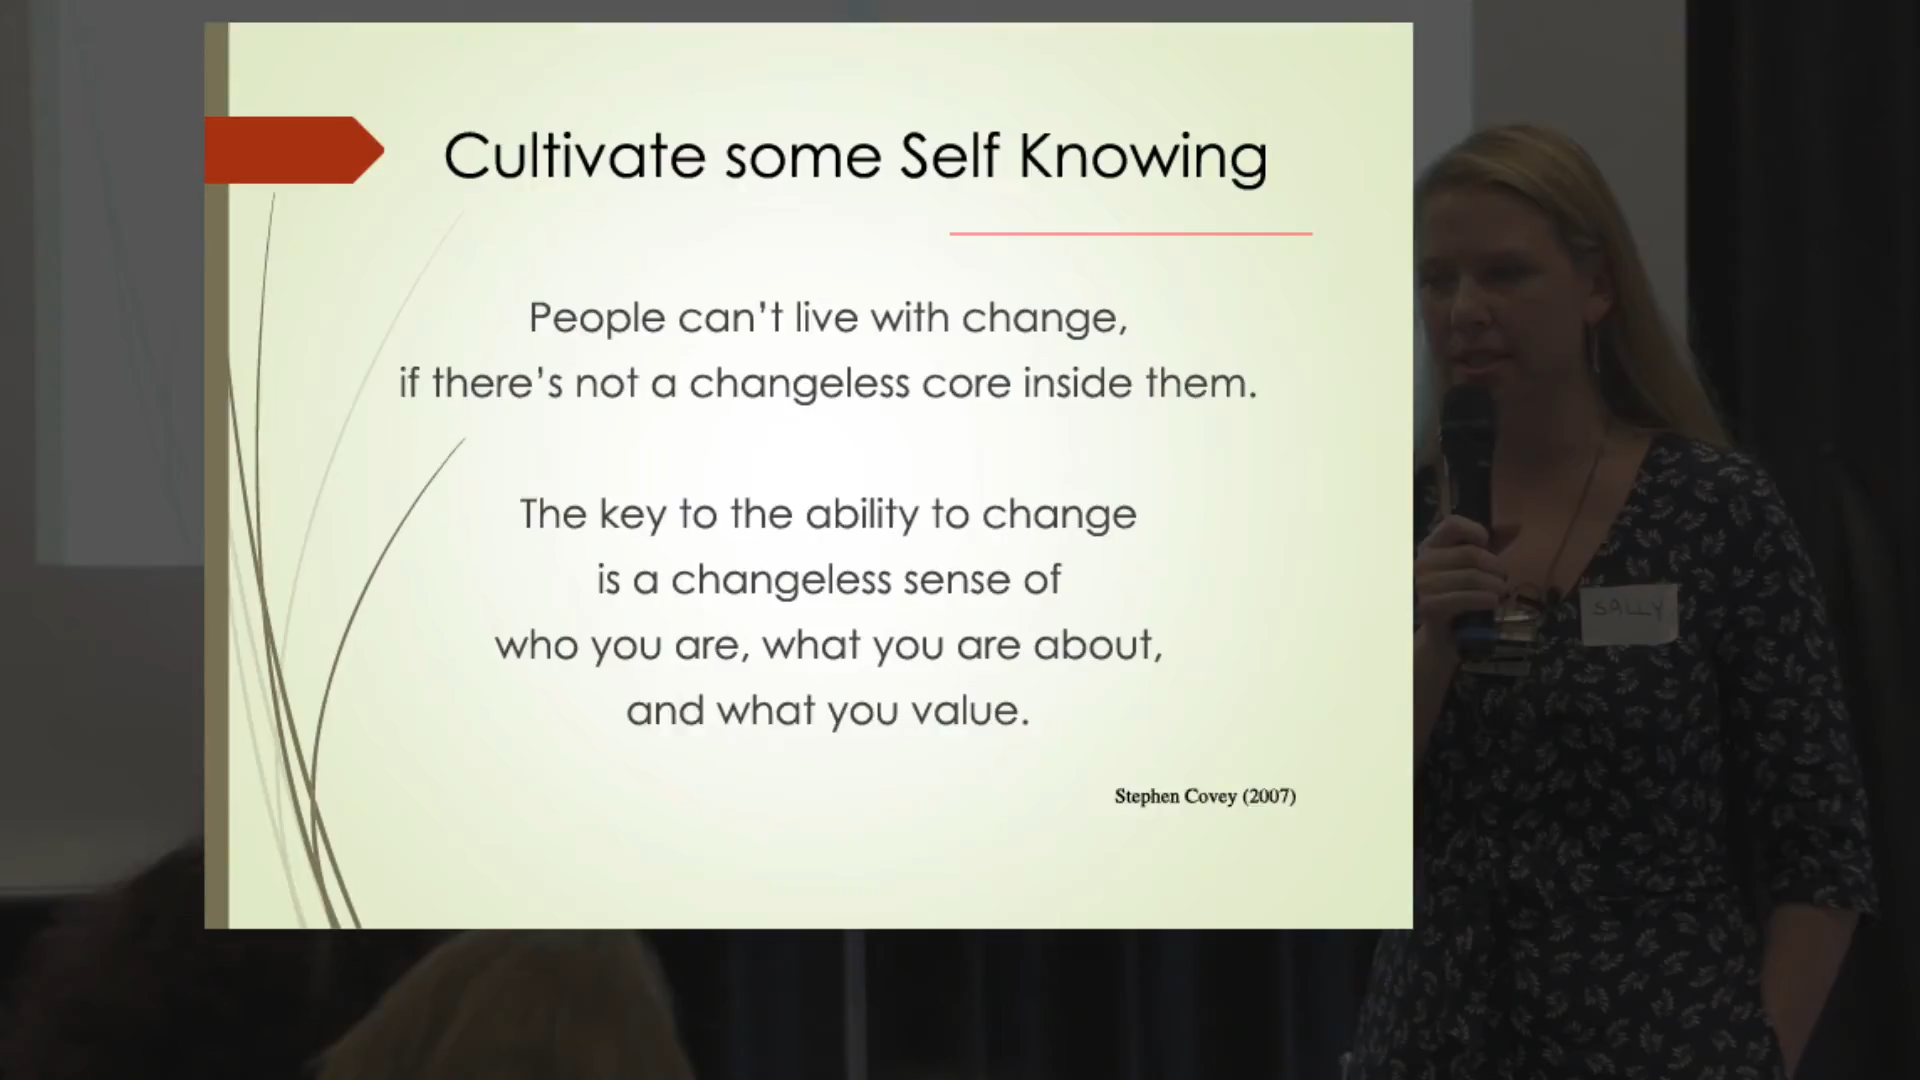 Cultivate some Self Knowing
People can’t live with change,
if there’s not a changeless core inside them.
The key to the ability to change
is a changeless sense of
who you are, what you are about,
and what you value.
Stephen Covey (2007)
SALLY